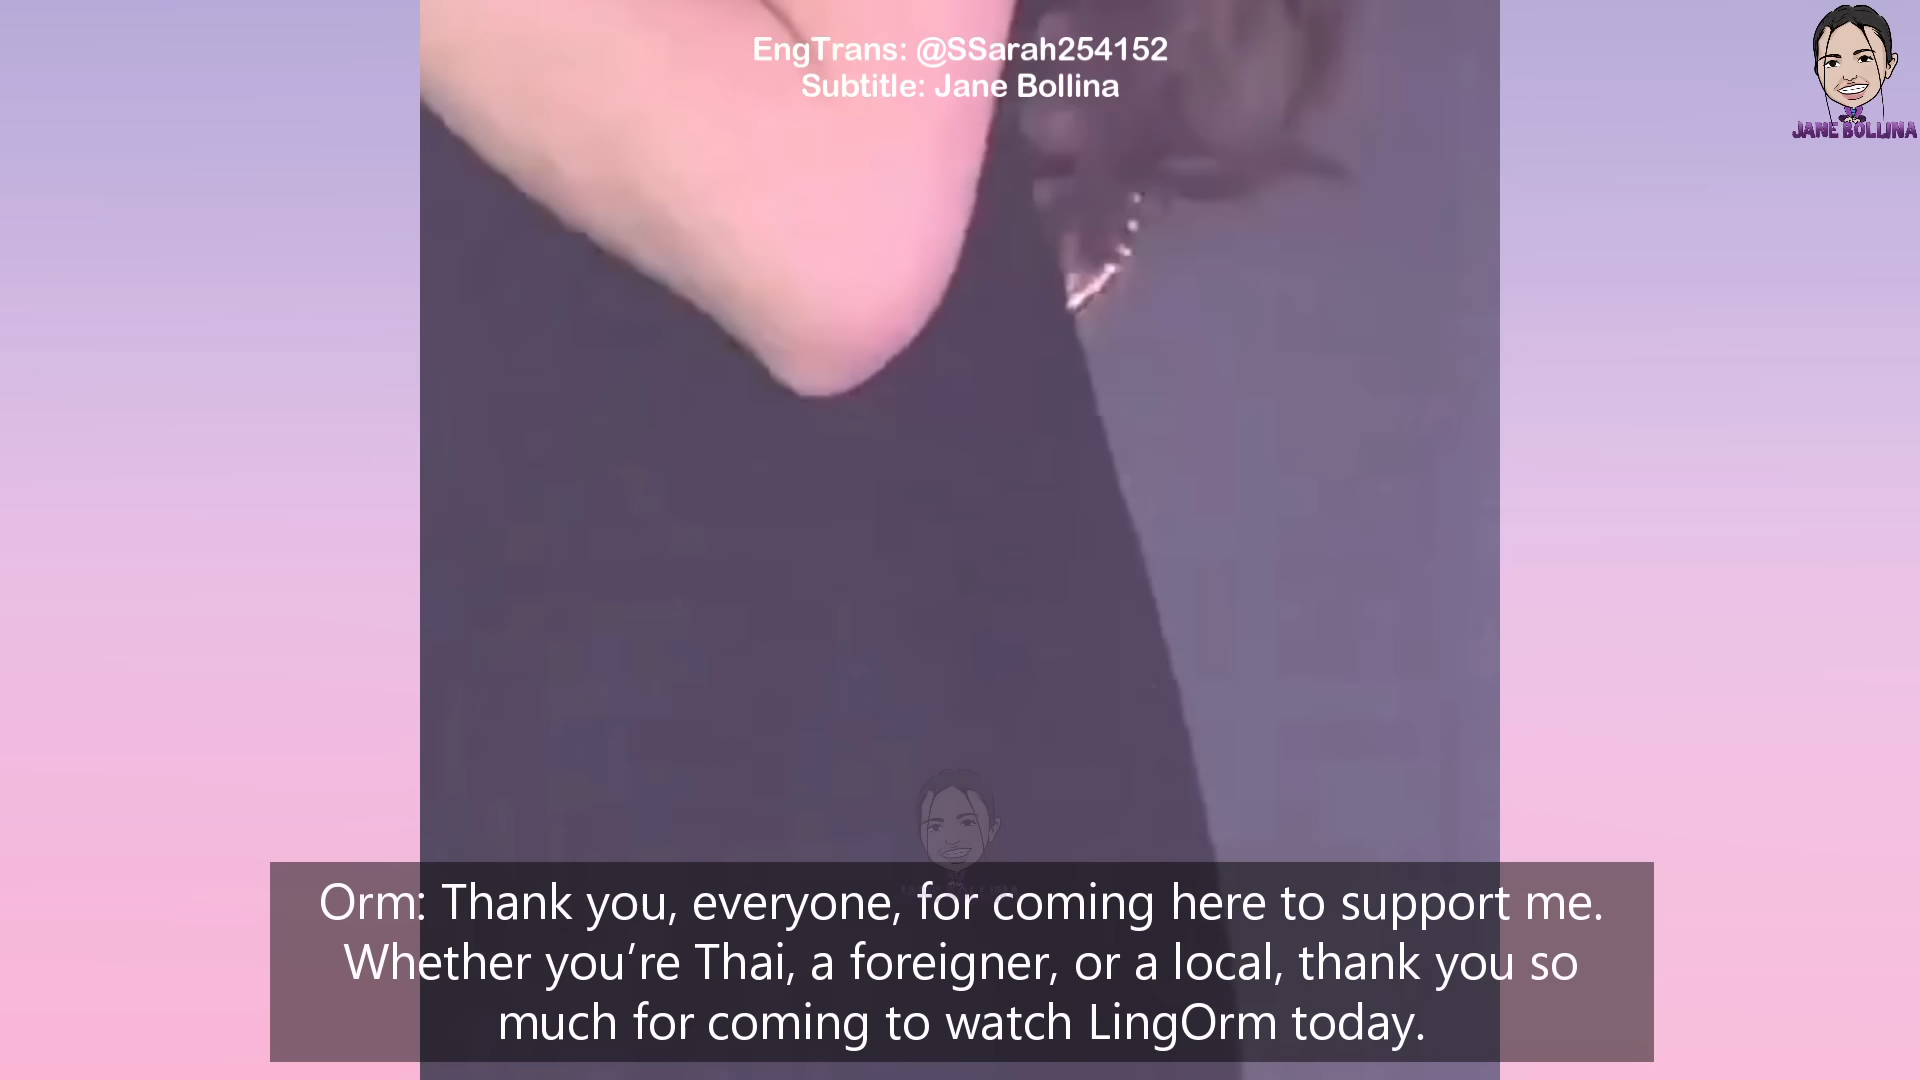 EngTrans: @SSarah254152
Subtitle: Jane Bollina
JANE BOLLINA
Orm: Thank you, everyone, for coming here to support me.
Whether you’re Thai, a foreigner, or a local, thank you so
much for coming to watch LingOrm today.